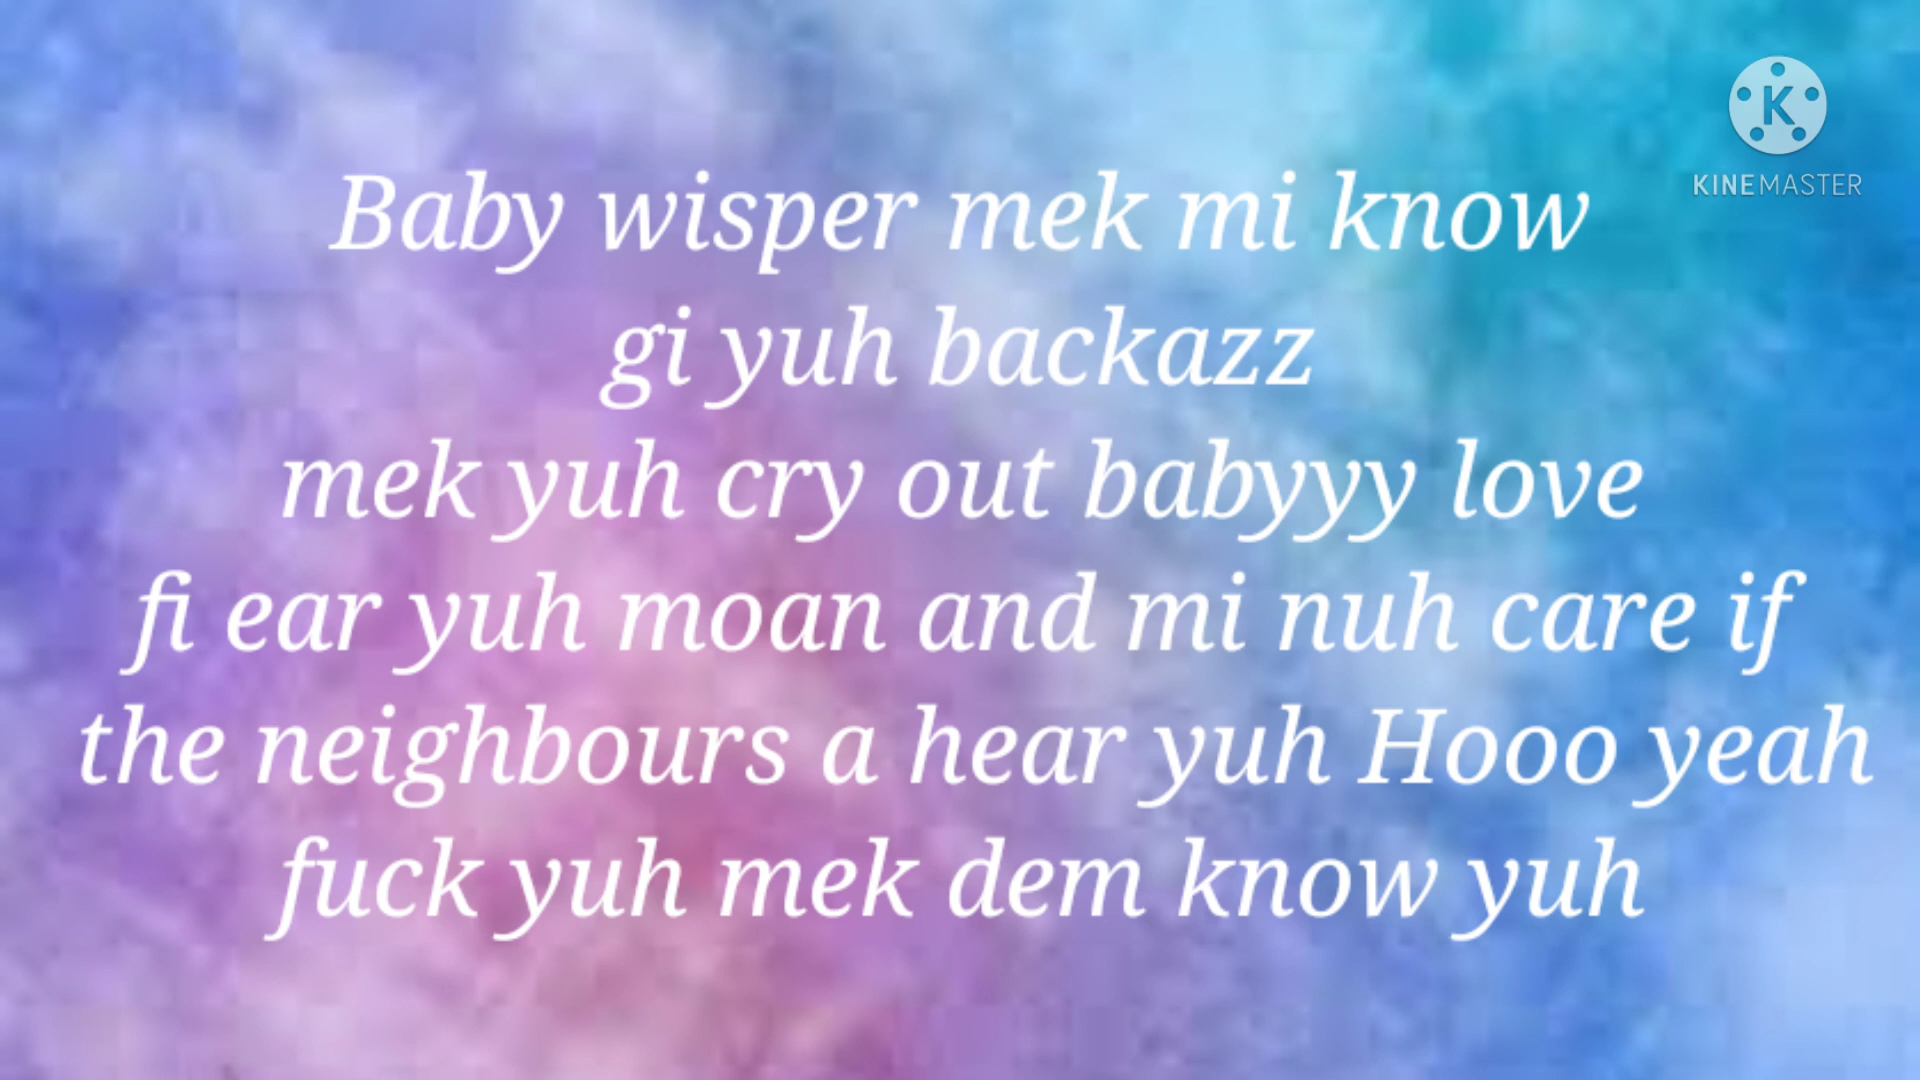 KINEMASTER
Baby wisper mek mi know
gi yuh backazz
mek yuh cry out babyyy love
fi ear yuh moan and mi nuh care if
the neighbours a hear yuh Hooo yeah
fuck yuh mek dem know yuh